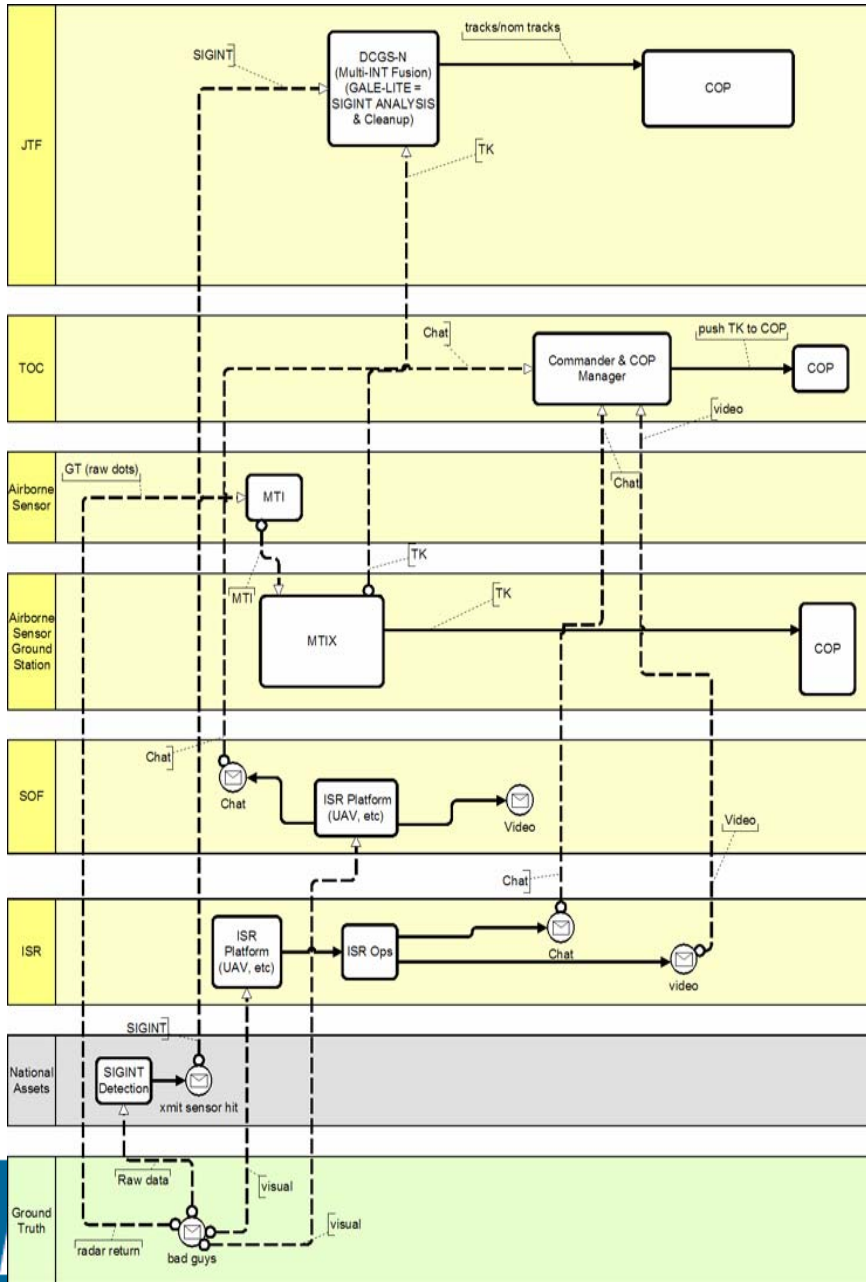 tracks/nom tracks
SIGINT
DCGS-N
(Multi-INT Fusion)
(GALE-LITE =
SIGINT ANALYSIS
& Cleanup)
COP
JTF
TK
Chat
push TK to COP
Commander & COP
Manager
COP
TOC
video
GT (raw dots)
Chat
MTI
Airborne
Sensor
TK
MTI
TK
Airborne
Sensor
Ground
Station
MTIX
COP
Chat
SOF
Chat
ISR Platform
(UAV, etc)
Video
Video
Chat
ISR
ISR
Platform
(UAV, etc)
ISR Ops
Chat
video
SIGINT
National
Assets
SIGINT
Detection
xmit sensor hit
Raw data
visual
Ground
Truth
visual
radar return
bad guys